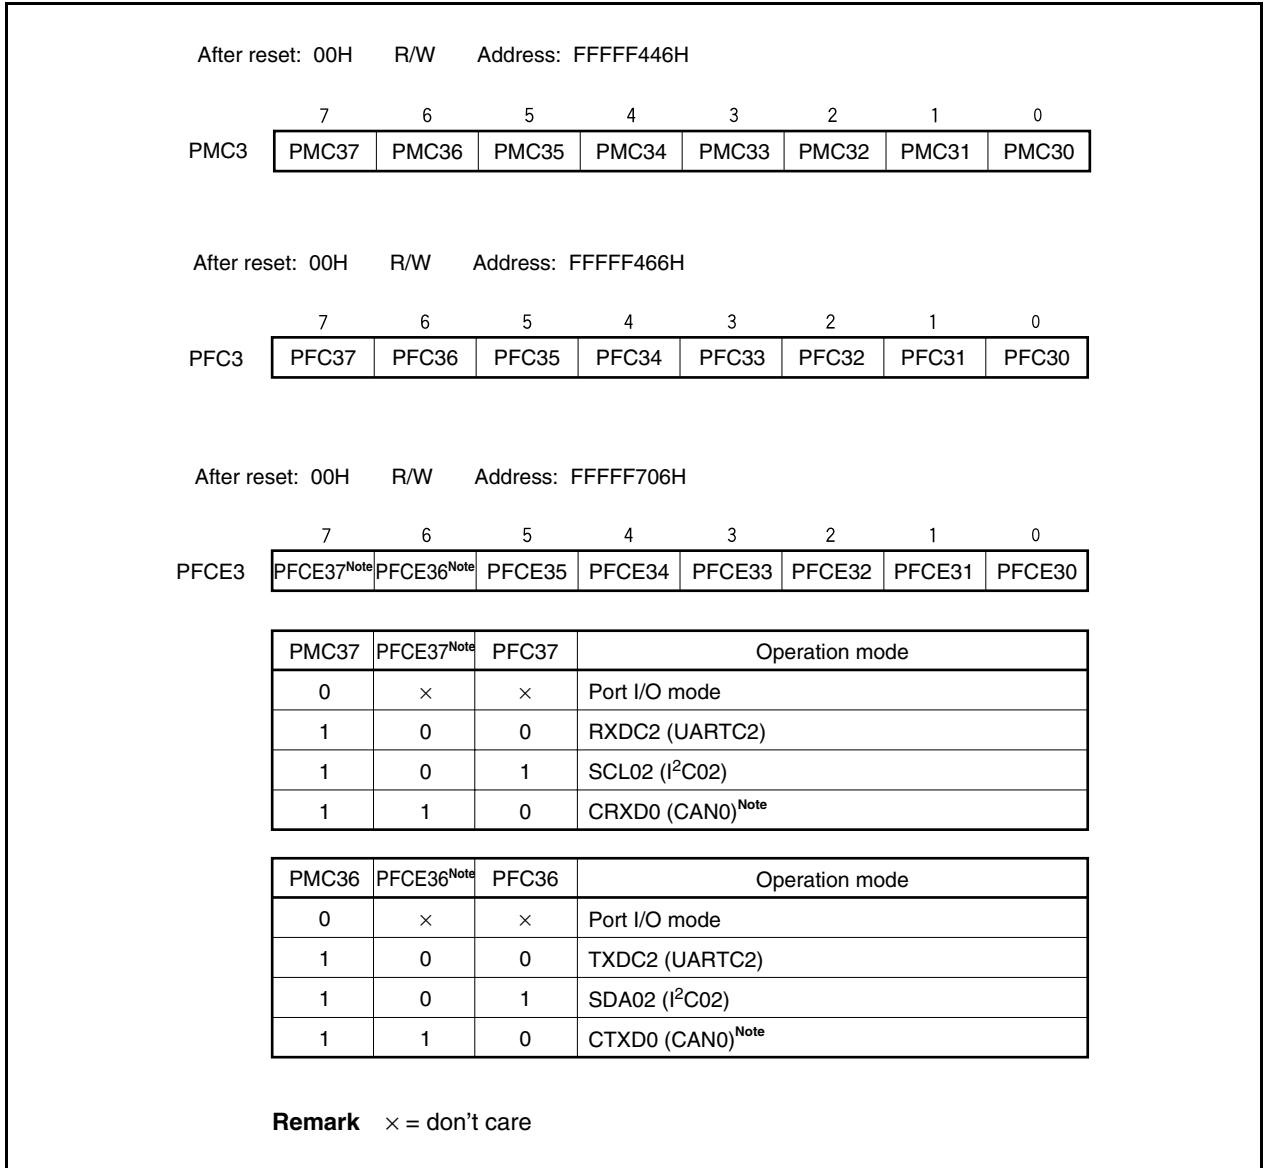 After reset: 00H R/W Address: FFFFF446H
7 6 5 4 3 2 1 0
PMC3 PMC37 PMC36 PMC35 PMC34 PMC33 PMC32 PMC31 PMC30
After reset: 00H R/W Address: FFFFF466H
7 6 5 4 3 2 1 0
PFC3 PFC37 PFC36 PFC35 PFC34 PFC33 PFC32 PFC31 PFC30
After reset: 00H R/W Address: FFFFF706H
7 6 5 4 3 2 1 0
PFCE3 PFCE37Note PFCE36Note PFCE35 PFCE34 PFCE33 PFCE32 PFCE31 PFCE30
PMC37 PFCE37Note PFC37 Operation mode
0 × × Port I/O mode
1 0 0 RXDC2 (UARTC2)
1 0 1 SCL02 (I2C02)
1 1 0 CRXD0 (CAN0)Note
PMC36 PFCE36Note PFC36 Operation mode
0 × × Port I/O mode
1 0 0 TXDC2 (UARTC2)
1 0 1 SDA02 (I2C02)
1 1 0 CTXD0 (CAN0)Note
Remark × = don't care